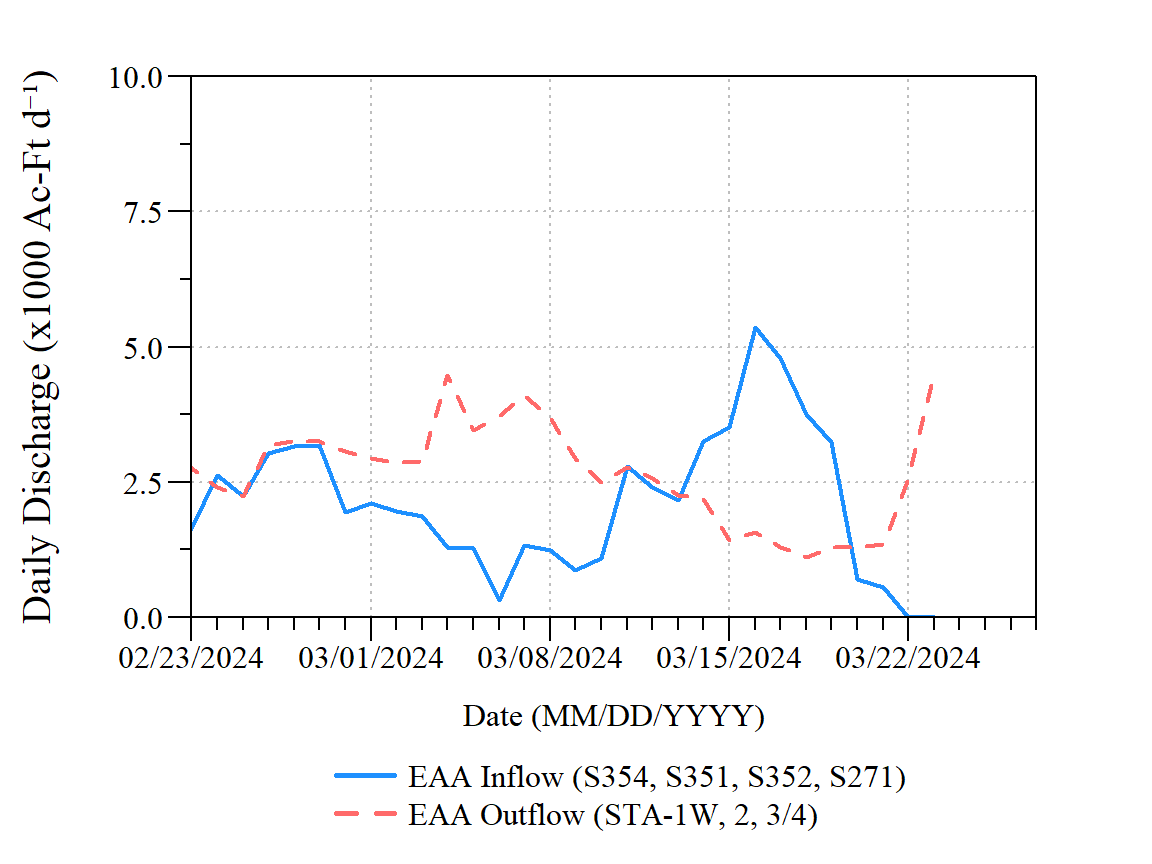 Daily Discharge (x1000 Ac-Ft d⁻¹)
10.0
7.5
5.0
2.5
0.0
02/23/2024 03/01/2024 03/08/2024 03/15/2024 03/22/2024
Date (MM/DD/YYYY)
EAA Inflow (S354, S351, S352, S271)
EAA Outflow (STA-1W, 2, 3/4)